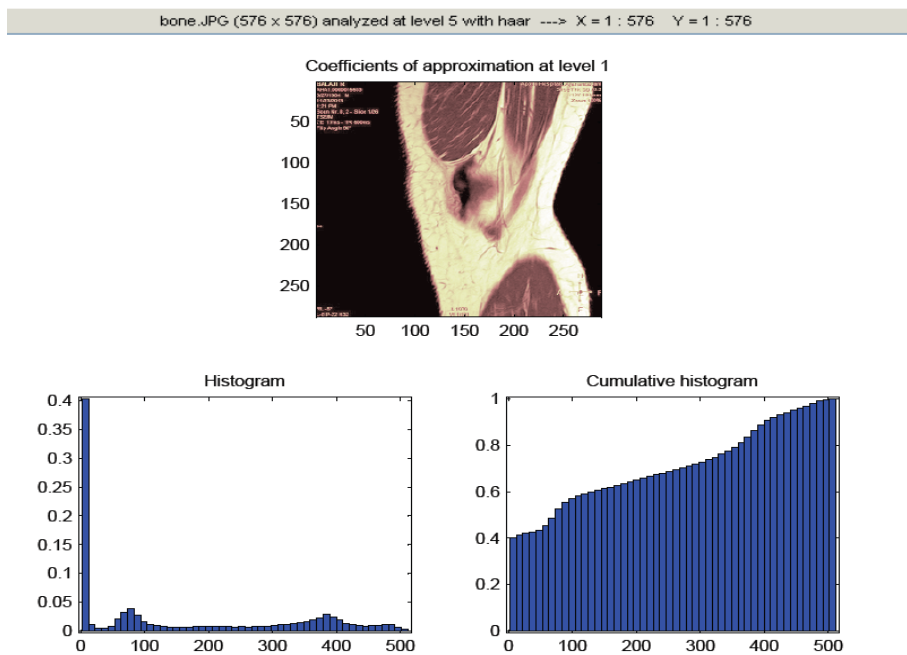 bone.JPG (576 x 576) analyzed at level 5 with haar ---> X = 1 : 576 Y = 1 : 576
Coefficients of approximation at level 1
50
100
150
200
250
50 100 150 200 250
Histogram
0.4
0.35
0.3
0.25
0.2
0.15
0.1
0.05
0
0 100 200 300 400 500
Cumulative histogram
1
0.8
0.6
0.4
0.2
0
0 100 200 300 400 500